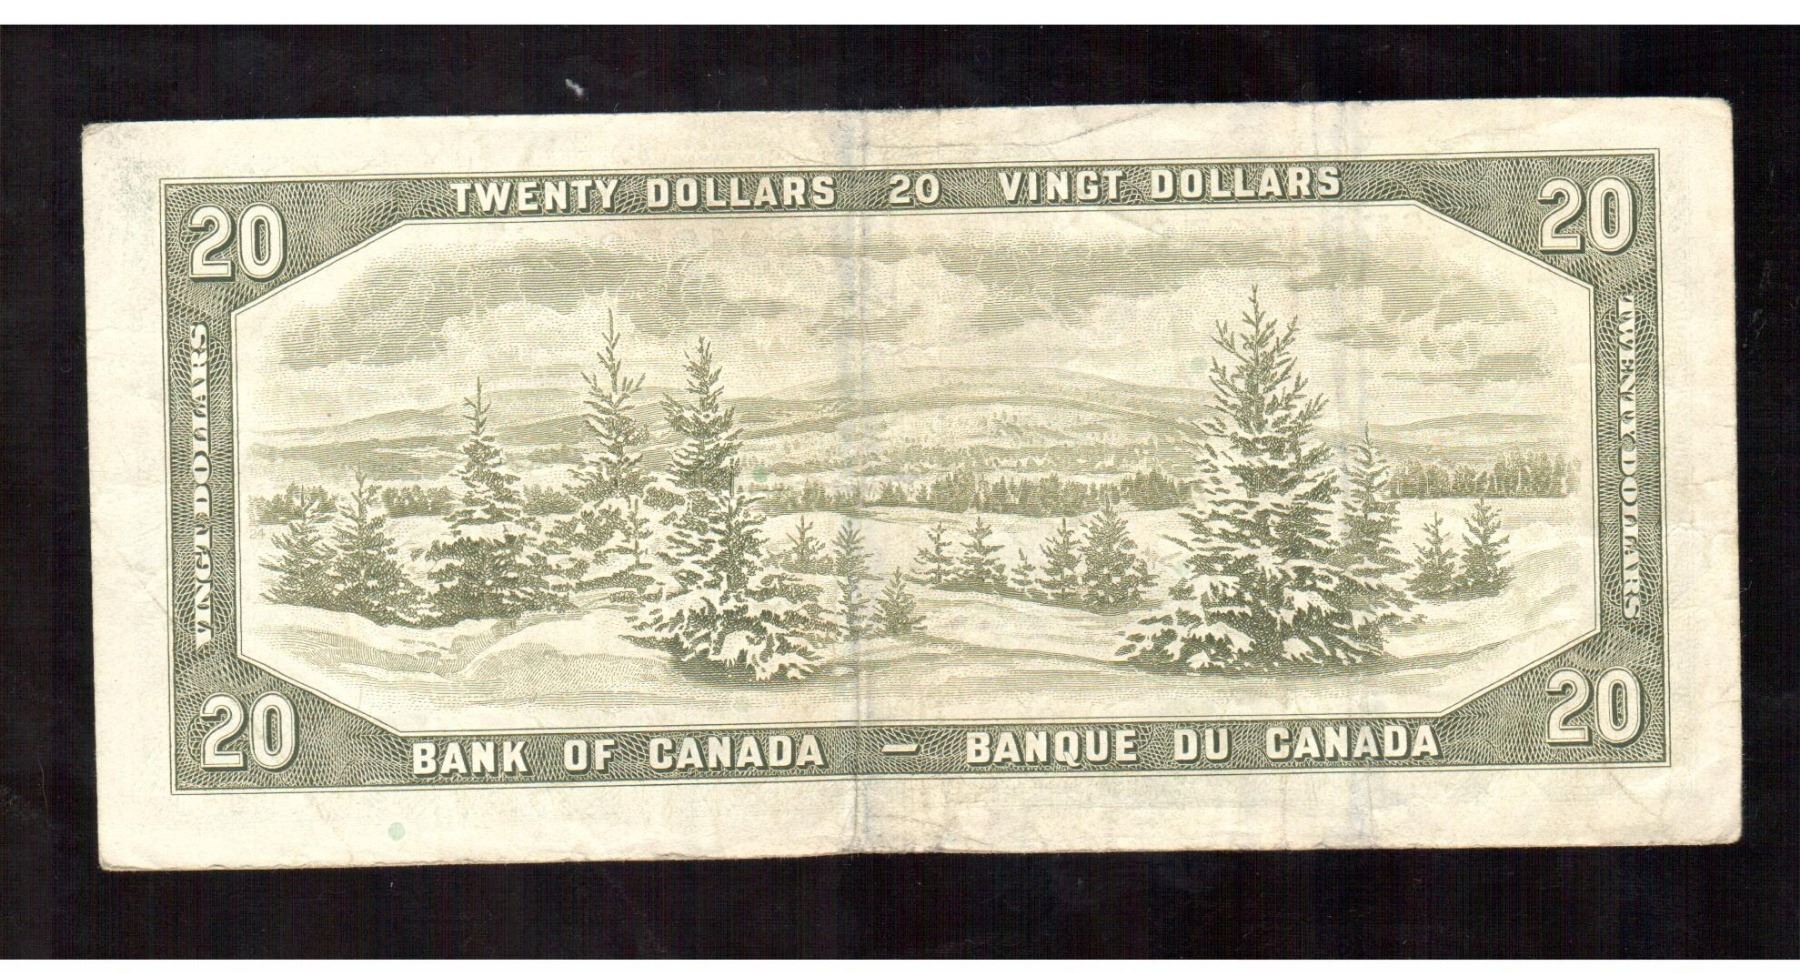 TWENTY DOLLARS 20 VINGT DOLLARS
20
20
VINGT DOLLARS
TWENTY DOLLARS
20
20
BANK OF CANADA — BANQUE DU CANADA